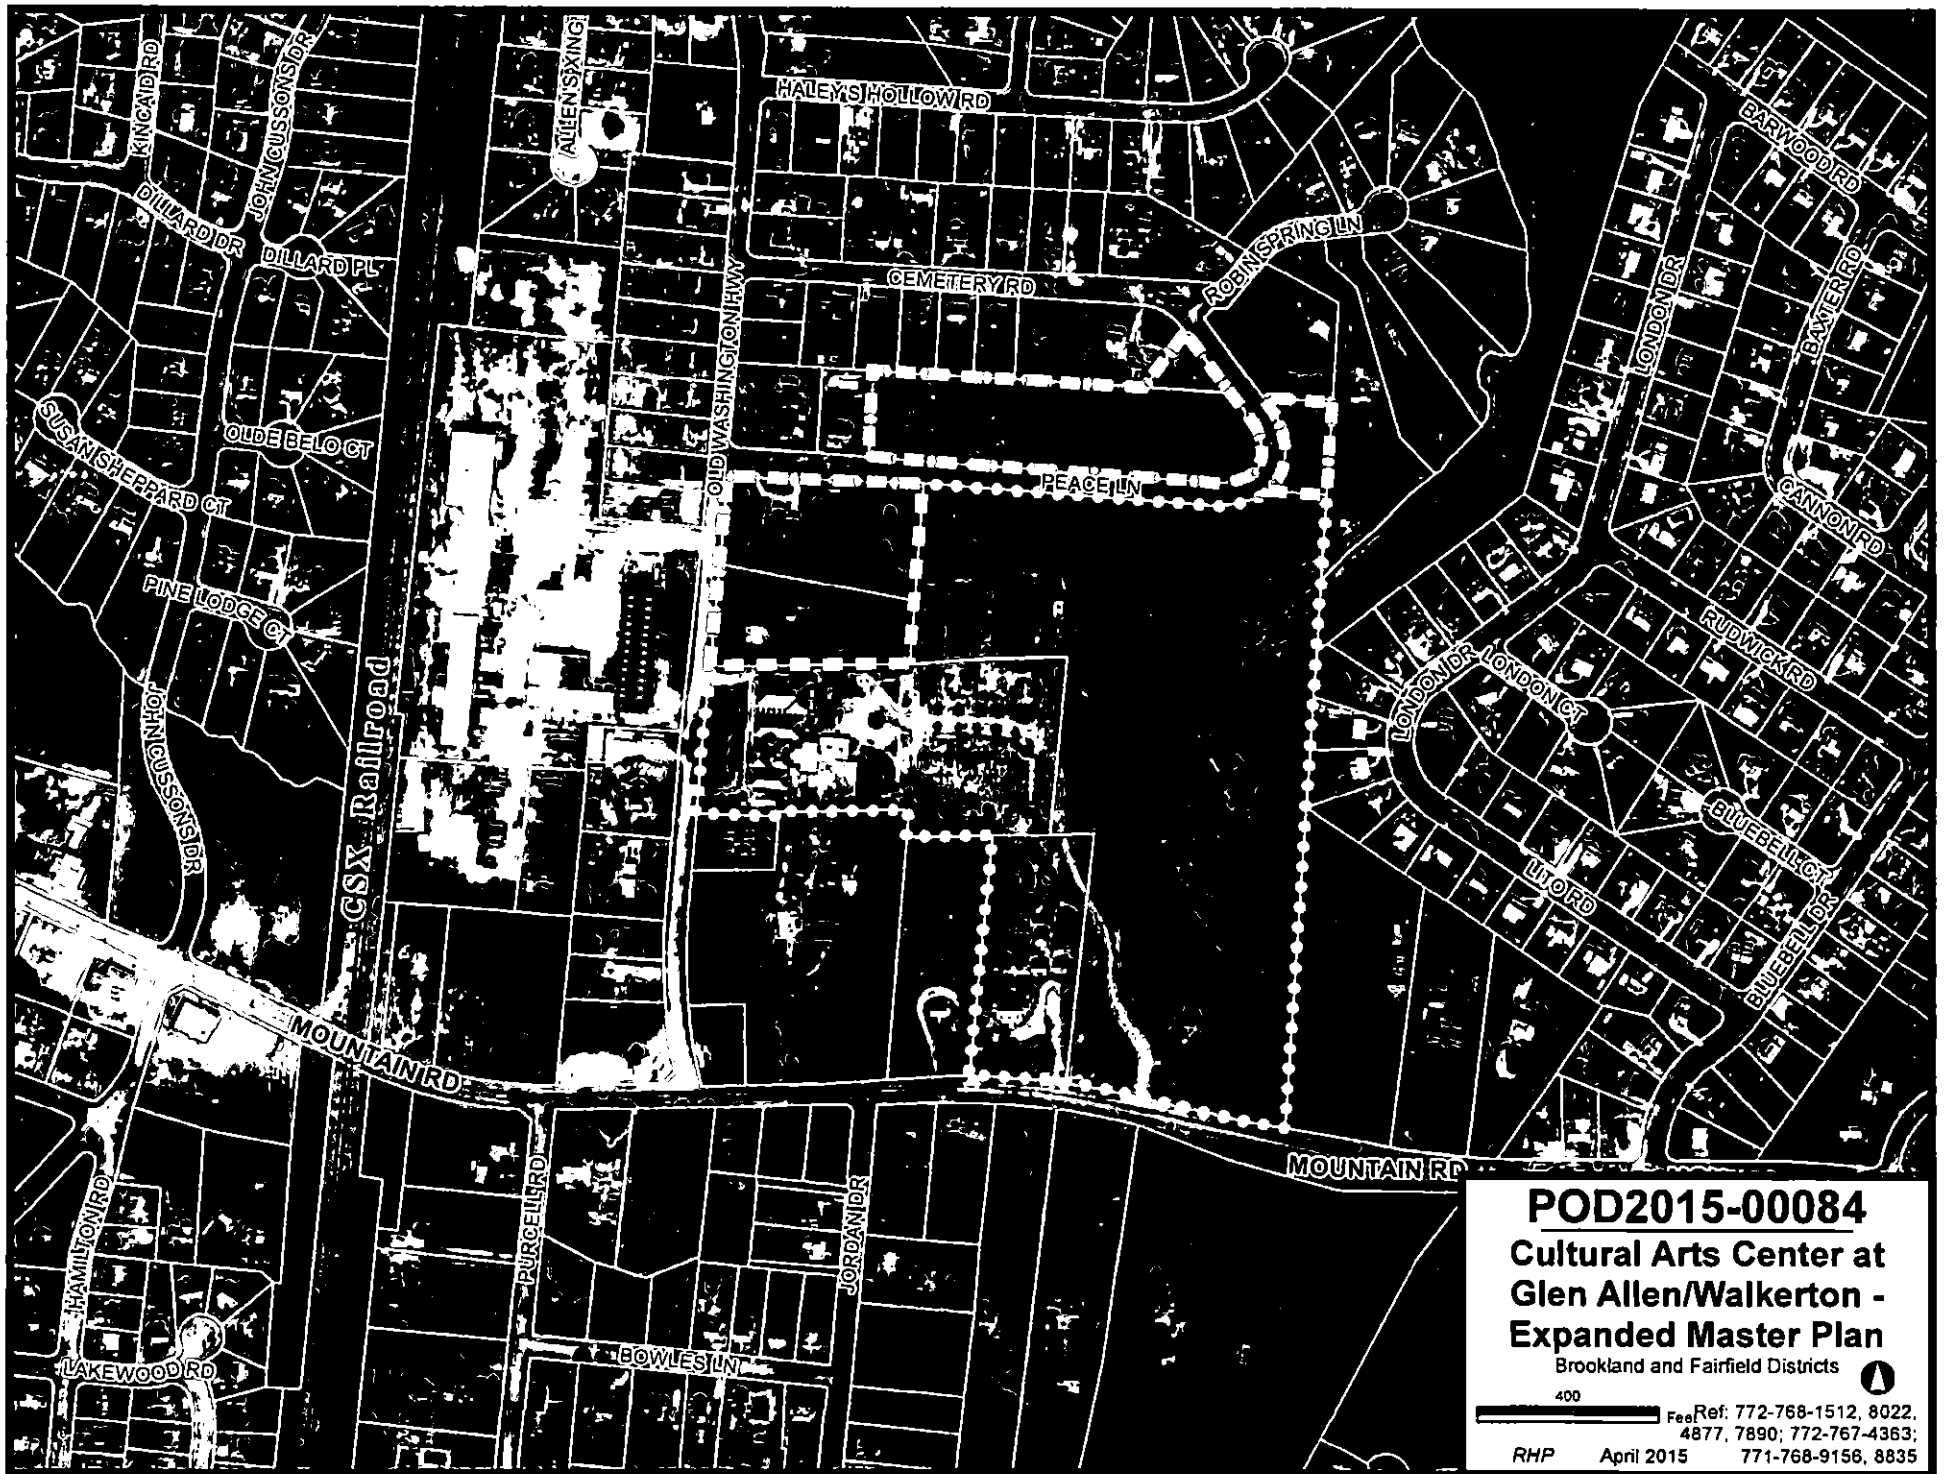 KINCAID RD
JOHN CUSSONS DR
ALLENS XING
HALEY'S HOLLOW RD
BARWOOD RD
DILLARD DR
DILLARD PL
ROBIN SPRING LN
CEMETERY RD
OLD WASHINGTON HWY
LONDON DR
BAXTER RD
SUSAN SHEPPARD CT
OLDE BELO CT
PEACE LN
CANNON RD
PINE LODGE CT
RUDWICK RD
LONDON DR
LONDON CT
JOHN CUSSONS DR
CSX Railroad
BLUEBELL CT
LITO RD
BLUEBELL DR
MOUNTAIN RD
MOUNTAIN RD
HAMILTON RD
PURCELL RD
JORDAN DR
LAKEWOOD RD
BOWLES LN
POD2015-00084
Cultural Arts Center at
Glen Allen/Walkerton -
Expanded Master Plan
Brookland and Fairfield Districts
400
Feet Ref: 772-768-1512, 8022,
4877, 7890; 772-767-4363;
RHP April 2015 771-768-9156, 8835